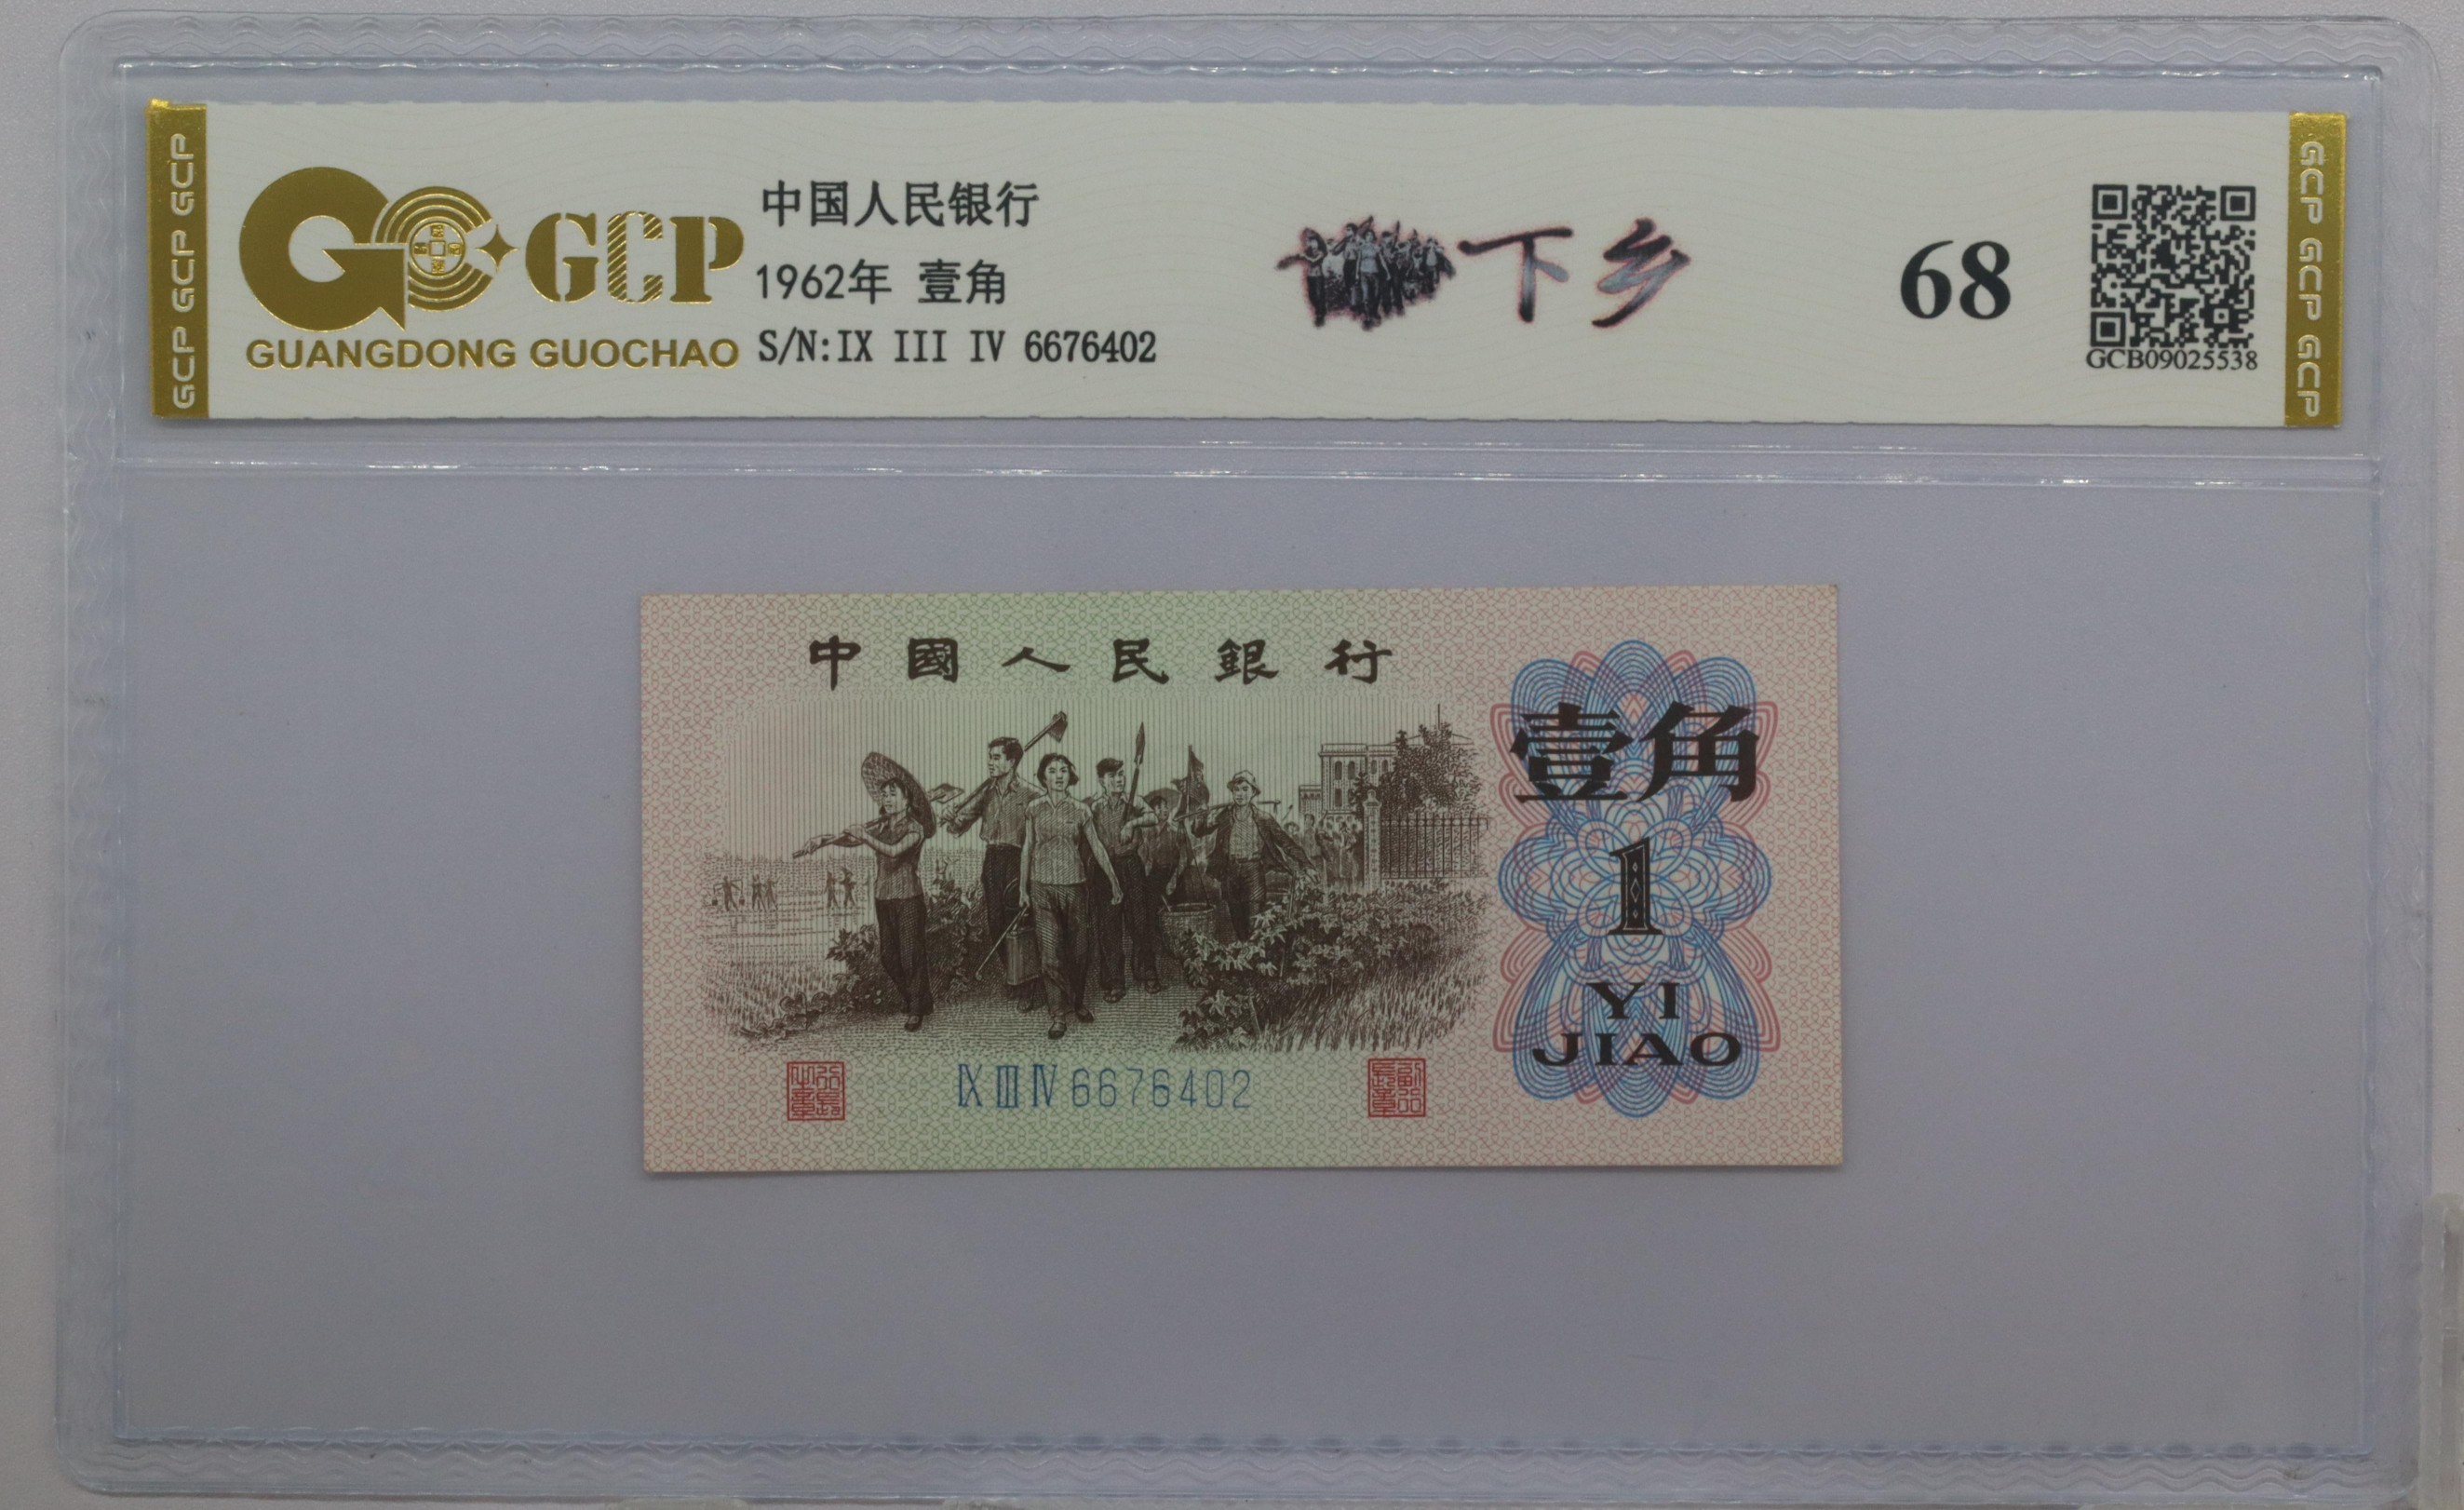 GCP GCP GCP
GCP
GUANGDONG GUOCHAO
中国人民银行
1962年 壹角
S/N:IX III IV 6676402
下乡
68
GCB09025538
GCP GCP GCP
中國人民銀行
壹角
1
YI
JIAO
IX III IV 6676402